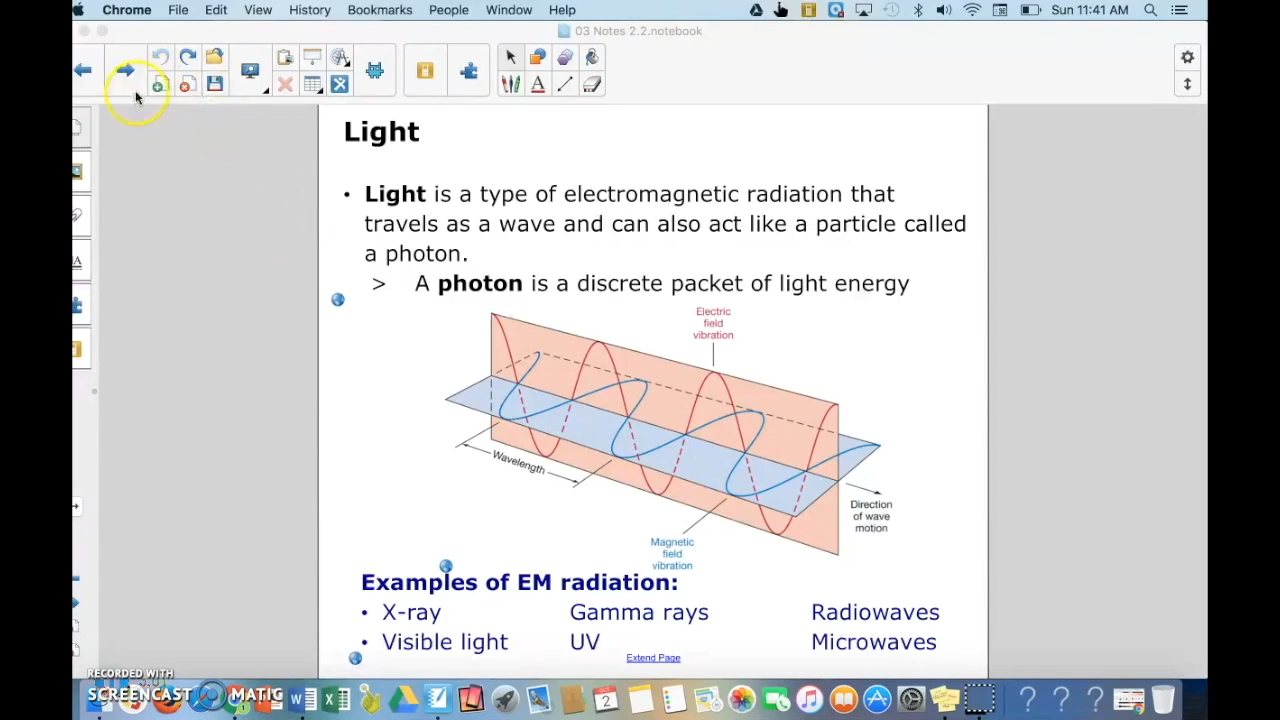 Chrome File Edit View History Bookmarks People Window Help Sun 11:41 AM
03 Notes 2.2.notebook
Light
• Light is a type of electromagnetic radiation that
travels as a wave and can also act like a particle called
a photon.
> A photon is a discrete packet of light energy
Electric
field
vibration
Wavelength
Direction
of wave
motion
Magnetic
field
vibration
Examples of EM radiation:
• X-ray Gamma rays Radiowaves
• Visible light UV Microwaves
Extend Page
RECORDED WITH
SCREENCAST MATIC
2